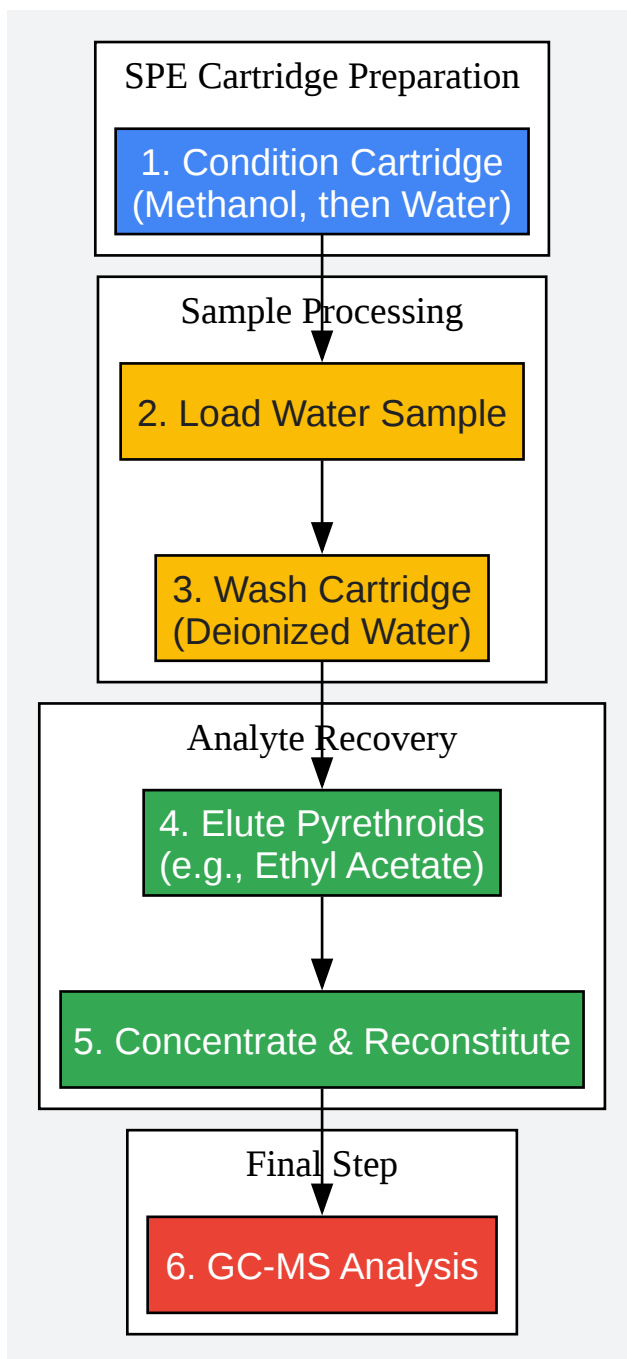 SPE Cartridge Preparation
1. Condition Cartridge
(Methanol, then Water)
Sample Processing
2. Load Water Sample
3. Wash Cartridge
(Deionized Water)
Analyte Recovery
4. Elute Pyrethroids
(e.g., Ethyl Acetate)
5. Concentrate & Reconstitute
Final Step
6. GC-MS Analysis